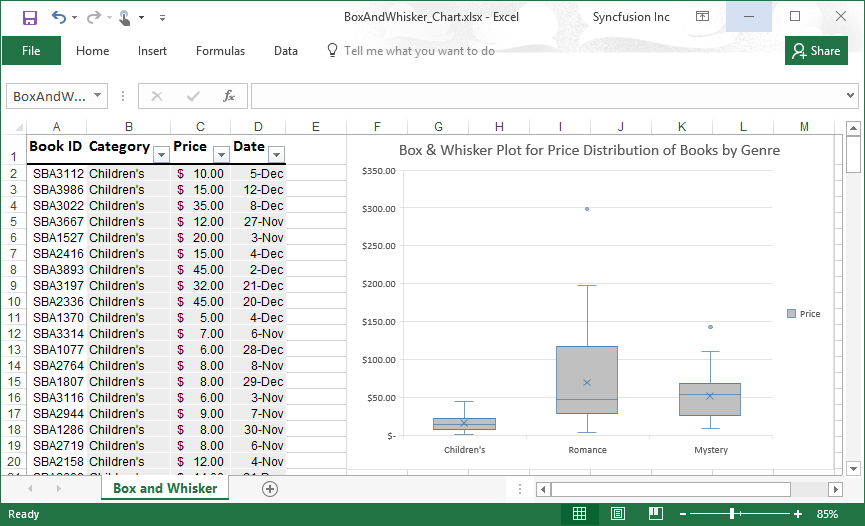 BoxAndWhisker_Chart.xlsx - Excel Syncfusion Inc
File Home Insert Formulas Data Tell me what you want to do Share
BoxAndW... fx
A B C D E F G H I J K L M
1 Book ID Category Price Date
2 SBA3112 Children's $ 10.00 5-Dec
3 SBA3986 Children's $ 15.00 12-Dec
4 SBA3022 Children's $ 35.00 8-Dec
5 SBA3667 Children's $ 12.00 27-Nov
6 SBA1527 Children's $ 20.00 3-Nov
7 SBA2416 Children's $ 15.00 4-Dec
8 SBA3893 Children's $ 45.00 2-Dec
9 SBA3197 Children's $ 32.00 21-Dec
10 SBA2336 Children's $ 45.00 20-Dec
11 SBA1370 Children's $ 5.00 4-Dec
12 SBA3314 Children's $ 7.00 6-Nov
13 SBA1077 Children's $ 6.00 28-Dec
14 SBA2764 Children's $ 8.00 8-Nov
15 SBA1807 Children's $ 8.00 29-Dec
16 SBA3116 Children's $ 6.00 3-Nov
17 SBA2944 Children's $ 9.00 7-Nov
18 SBA1286 Children's $ 8.00 30-Nov
19 SBA2719 Children's $ 8.00 6-Nov
20 SBA2158 Children's $ 12.00 4-Nov
Box & Whisker Plot for Price Distribution of Books by Genre
$350.00
$300.00
$250.00
$200.00
$150.00
$100.00
$50.00
$-
Children's Romance Mystery
Price
Box and Whisker
Ready 85%